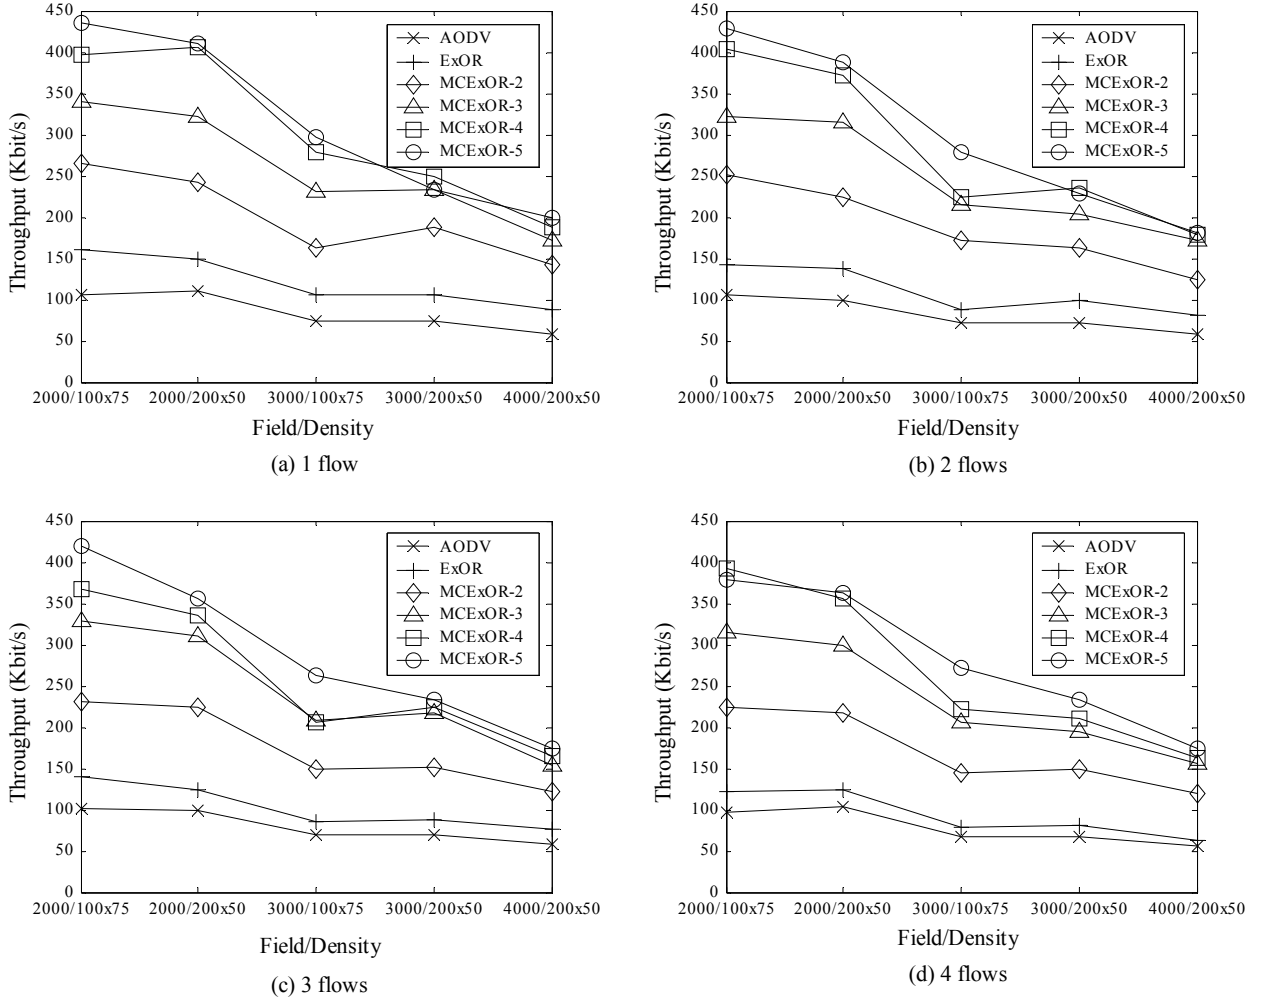 450
400
350
300
250
200
150
100
50
0
Throughput (Kbit/s)
AODV
ExOR
MCExOR-2
MCExOR-3
MCExOR-4
MCExOR-5
2000/100x75 2000/200x50 3000/100x75 3000/200x50 4000/200x50
Field/Density
(a) 1 flow
450
400
350
300
250
200
150
100
50
0
Throughput (Kbit/s)
AODV
ExOR
MCExOR-2
MCExOR-3
MCExOR-4
MCExOR-5
2000/100x75 2000/200x50 3000/100x75 3000/200x50 4000/200x50
Field/Density
(b) 2 flows
450
400
350
300
250
200
150
100
50
0
Throughput (Kbit/s)
AODV
ExOR
MCExOR-2
MCExOR-3
MCExOR-4
MCExOR-5
2000/100x75 2000/200x50 3000/100x75 3000/200x50 4000/200x50
Field/Density
(c) 3 flows
450
400
350
300
250
200
150
100
50
0
Throughput (Kbit/s)
AODV
ExOR
MCExOR-2
MCExOR-3
MCExOR-4
MCExOR-5
2000/100x75 2000/200x50 3000/100x75 3000/200x50 4000/200x50
Field/Density
(d) 4 flows